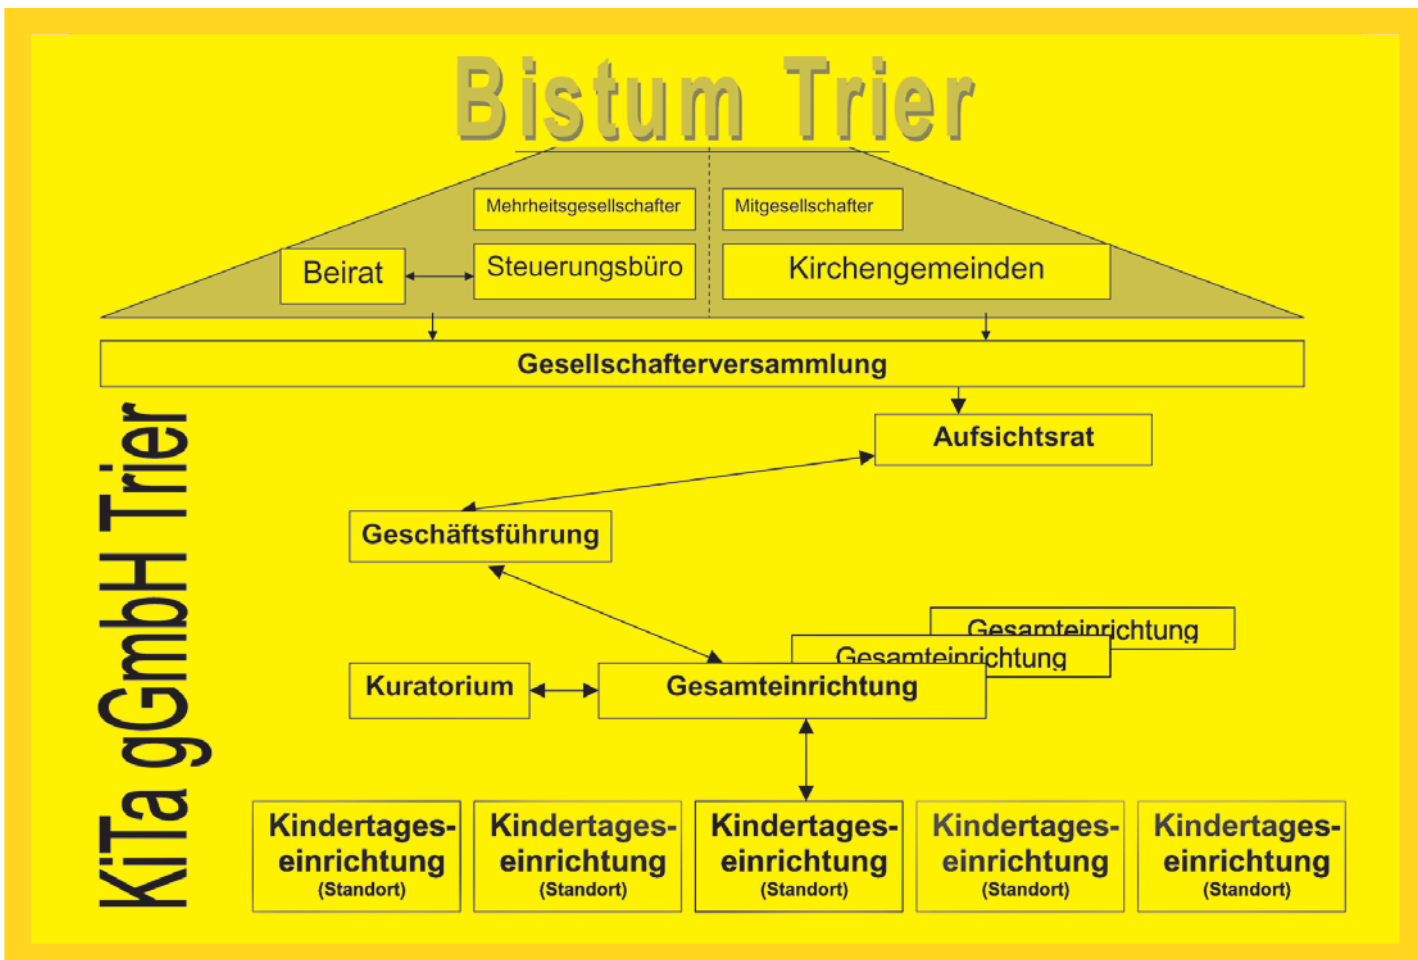 Bistum Trier
Mehrheitsgesellschafter
Mitgesellschafter
Beirat
Steuerungsbüro
Kirchengemeinden
Gesellschafterversammlung
Aufsichtsrat
KiTa gGmbH Trier
Geschäftsführung
Gesamteinrichtung
Gesamteinrichtung
Kuratorium
Gesamteinrichtung
Kindertages-
einrichtung
(Standort)
Kindertages-
einrichtung
(Standort)
Kindertages-
einrichtung
(Standort)
Kindertages-
einrichtung
(Standort)
Kindertages-
einrichtung
(Standort)